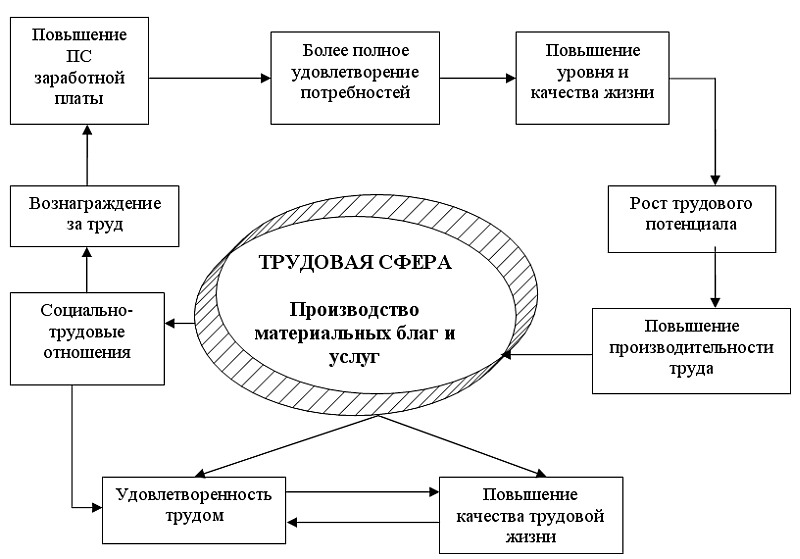 Повышение
ПС
заработной
платы
Более полное
удовлетворение
потребностей
Повышение
уровня и
качества жизни
Вознаграждение
за труд
Рост трудового
потенциала
ТРУДОВАЯ СФЕРА
Производство
материальных благ и
услуг
Социально-
трудовые
отношения
Повышение
производительности
труда
Удовлетворенность
трудом
Повышение
качества трудовой
жизни